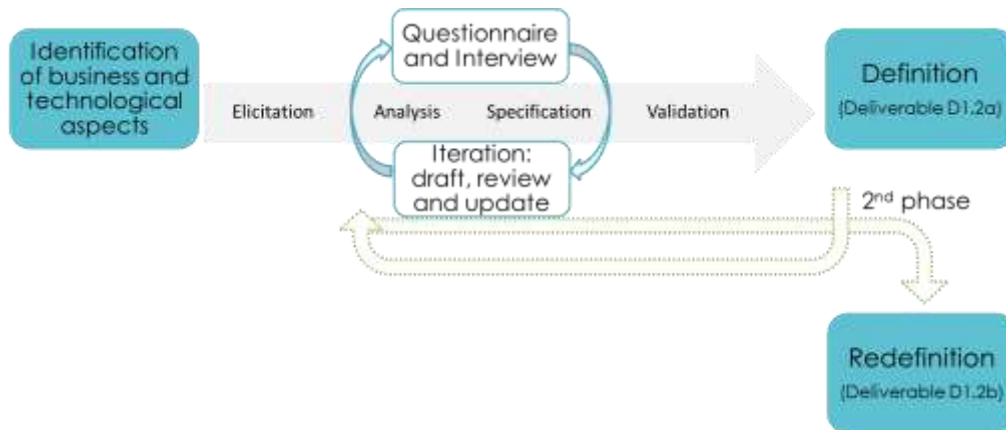 Identification
of business and
technological
aspects
Elicitation
Questionnaire
and Interview
Analysis
Specification
Iteration:
draft, review
and update
Validation
Definition
(Deliverable D1.2a)
2nd phase
Redefinition
(Deliverable D1.2b)